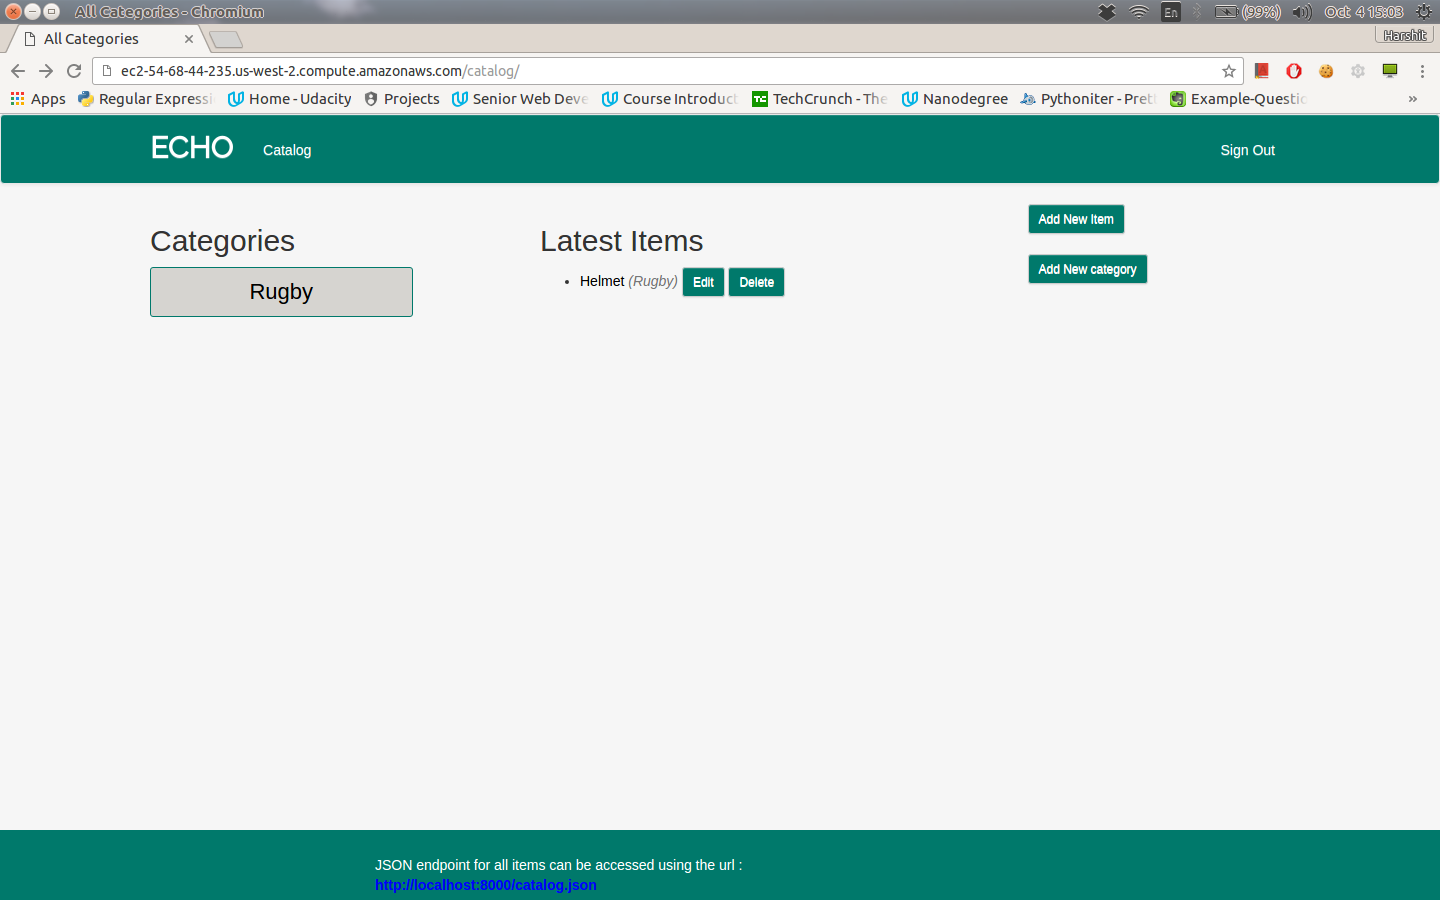 All Categories - Chromium
En
(99%)
Oct 4 15:03
All Categories
Harshit
ec2-54-68-44-235.us-west-2.compute.amazonaws.com/catalog/
Apps
Regular Expressi
Home - Udacity
Projects
Senior Web Deve
Course Introduct
TechCrunch - The
Nanodegree
Pythoniter - Pret
Example-Questio
»
ECHO
Catalog
Sign Out
Categories
Rugby
Latest Items
• Helmet (Rugby) Edit Delete
Add New Item
Add New category
JSON endpoint for all items can be accessed using the url :
http://localhost:8000/catalog.json